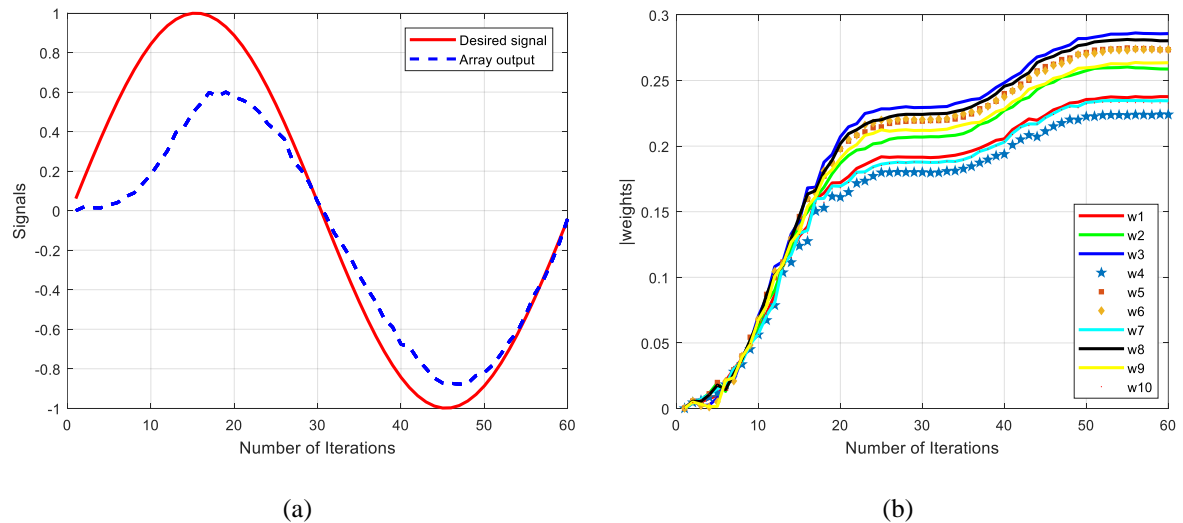 1
0.8
0.6
0.4
0.2
0
-0.2
-0.4
-0.6
-0.8
-1
Signals
0 10 20 30 40 50 60
Number of Iterations
Desired signal
Array output
(a)
0.3
0.25
0.2
0.15
0.1
0.05
0
|weights|
0 10 20 30 40 50 60
Number of Iterations
w1
w2
w3
w4
w5
w6
w7
w8
w9
w10
(b)